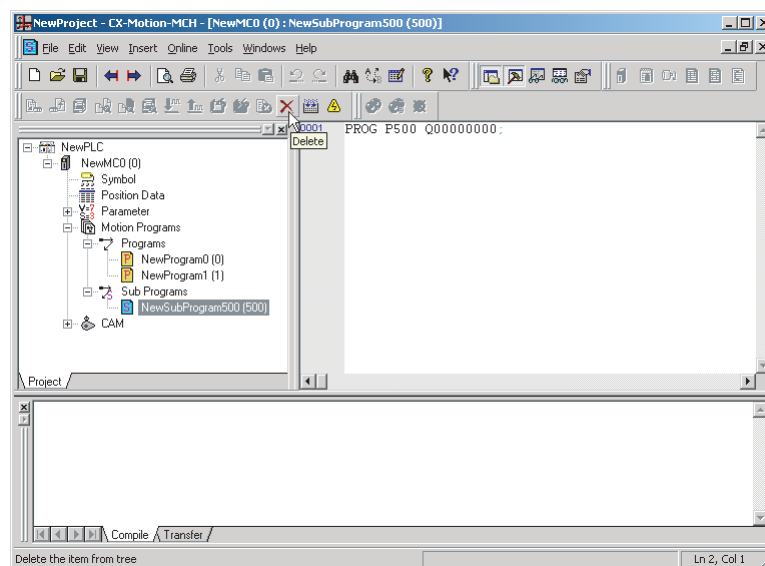 NewProject - CX-Motion-MCH - [NewMC0 (0) : NewSubProgram500 (500)]
File Edit View Insert Online Tools Windows Help
0001 PROG P500 Q00000000;
Delete
NewPLC
NewMC0 (0)
Symbol
Position Data
Parameter
Motion Programs
Programs
NewProgram0 (0)
NewProgram1 (1)
Sub Programs
NewSubProgram500 (500)
CAM
Project
Compile Transfer
Delete the item from tree
Ln 2, Col 1